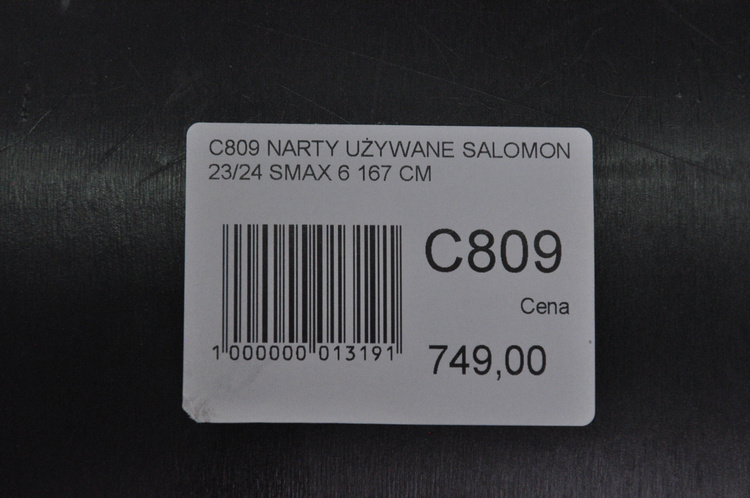 C809 NARTY UŻYWANE SALOMON
23/24 SMAX 6 167 CM
C809
Cena
749,00
1 000000 013191